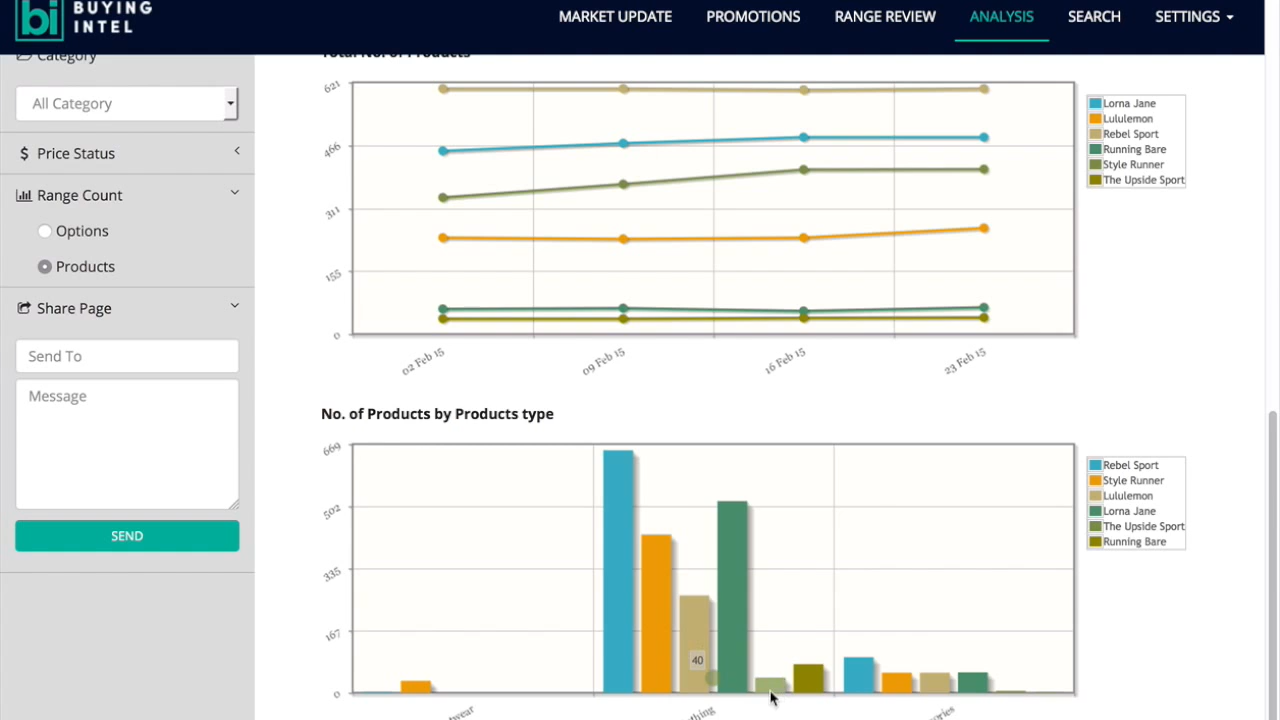 BUYING
INTEL
MARKET UPDATE
PROMOTIONS
RANGE REVIEW
ANALYSIS
SEARCH
SETTINGS
Category
All Category
Price Status
Range Count
Options
Products
Share Page
Send To
Message
SEND
Total No. of Products
621
466
311
155
0
02 Feb 15
09 Feb 15
16 Feb 15
23 Feb 15
Lorna Jane
Lululemon
Rebel Sport
Running Bare
Style Runner
The Upside Sport
No. of Products by Products type
669
502
335
167
0
40
Rebel Sport
Style Runner
Lululemon
Lorna Jane
The Upside Sport
Running Bare